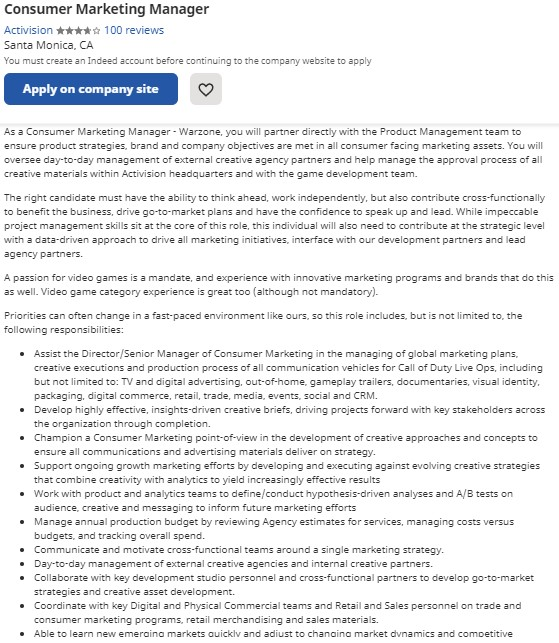 Consumer Marketing Manager
Activision ★★★★☆ 100 reviews
Santa Monica, CA
You must create an Indeed account before continuing to the company website to apply
Apply on company site
As a Consumer Marketing Manager - Warzone, you will partner directly with the Product Management team to
ensure product strategies, brand and company objectives are met in all consumer facing marketing assets. You will
oversee day-to-day management of external creative agency partners and help manage the approval process of all
creative materials within Activision headquarters and with the game development team.
The right candidate must have the ability to think ahead, work independently, but also contribute cross-functionally
to benefit the business, drive go-to-market plans and have the confidence to speak up and lead. While impeccable
project management skills sit at the core of this role, this individual will also need to contribute at the strategic level
with a data-driven approach to drive all marketing initiatives, interface with our development partners and lead
agency partners.
A passion for video games is a mandate, and experience with innovative marketing programs and brands that do this
as well. Video game category experience is great too (although not mandatory).
Priorities can often change in a fast-paced environment like ours, so this role includes, but is not limited to, the
following responsibilities:
• Assist the Director/Senior Manager of Consumer Marketing in the managing of global marketing plans,
creative executions and production process of all communication vehicles for Call of Duty Live Ops, including
but not limited to: TV and digital advertising, out-of-home, gameplay trailers, documentaries, visual identity,
packaging, digital commerce, retail, trade, media, events, social and CRM.
• Develop highly effective, insights-driven creative briefs, driving projects forward with key stakeholders across
the organization through completion.
• Champion a Consumer Marketing point-of-view in the development of creative approaches and concepts to
ensure all communications and advertising materials deliver on strategy.
• Support ongoing growth marketing efforts by developing and executing against evolving creative strategies
that combine creativity with analytics to yield increasingly effective results
• Work with product and analytics teams to define/conduct hypothesis-driven analyses and A/B tests on
audience, creative and messaging to inform future marketing efforts
• Manage annual production budget by reviewing Agency estimates for services, managing costs versus
budgets, and tracking overall spend.
• Communicate and motivate cross-functional teams around a single marketing strategy.
• Day-to-day management of external creative agencies and internal creative partners.
• Collaborate with key development studio personnel and cross-functional partners to develop go-to-market
strategies and creative asset development.
• Coordinate with key Digital and Physical Commercial teams and Retail and Sales personnel on trade and
consumer marketing programs, retail merchandising and sales materials.
• Able to learn new emerging markets quickly and adjust to changing market dynamics and competitive